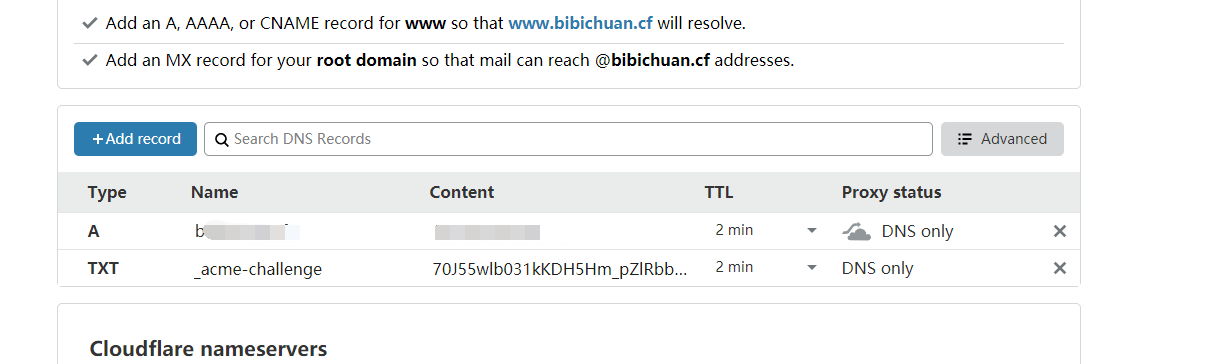 Add an A, AAAA, or CNAME record for www so that www.bibichuan.cf will resolve.
Add an MX record for your root domain so that mail can reach @bibichuan.cf addresses.
+Add record Search DNS Records Advanced
Type Name Content TTL Proxy status
A 2 min DNS only
TXT _acme-challenge 70J55wlb031kKDH5Hm_pZlRbb... 2 min DNS only
Cloudflare nameservers